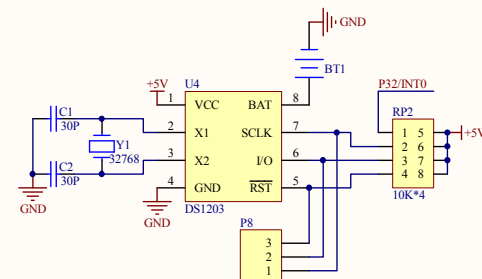 GND
BT1
+5V
U4
P32/INT0
C1
30P
1 VCC BAT 8
RP2
2 X1 SCLK 7
1 5
+5V
Y1
32768
2 6
3 X2 I/O 6
3 7
C2
30P
4 8
4 GND RST 5
10K*4
GND
GND
DS1203
P8
3
2
1